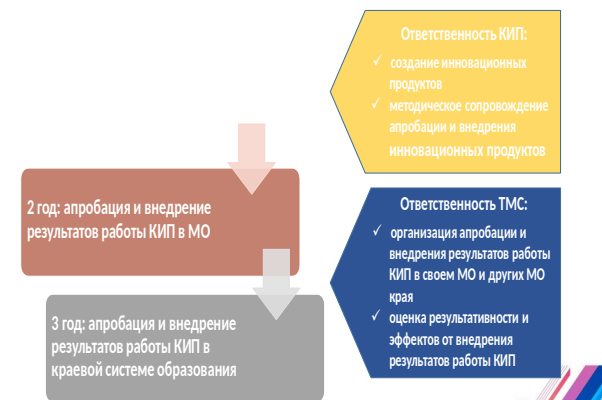 Ответственность КИП:
✓ создание инновационных
продуктов
✓ методическое сопровождение
апробации и внедрения
инновационных продуктов
2 год: апробация и внедрение
результатов работы КИП в МО
Ответственность ТМС:
✓ организация апробации и
внедрения результатов работы
КИП в своем МО и других МО
края
✓ оценка результативности и
эффектов от внедрения
результатов работы КИП
3 год: апробация и внедрение
результатов работы КИП в
краевой системе образования